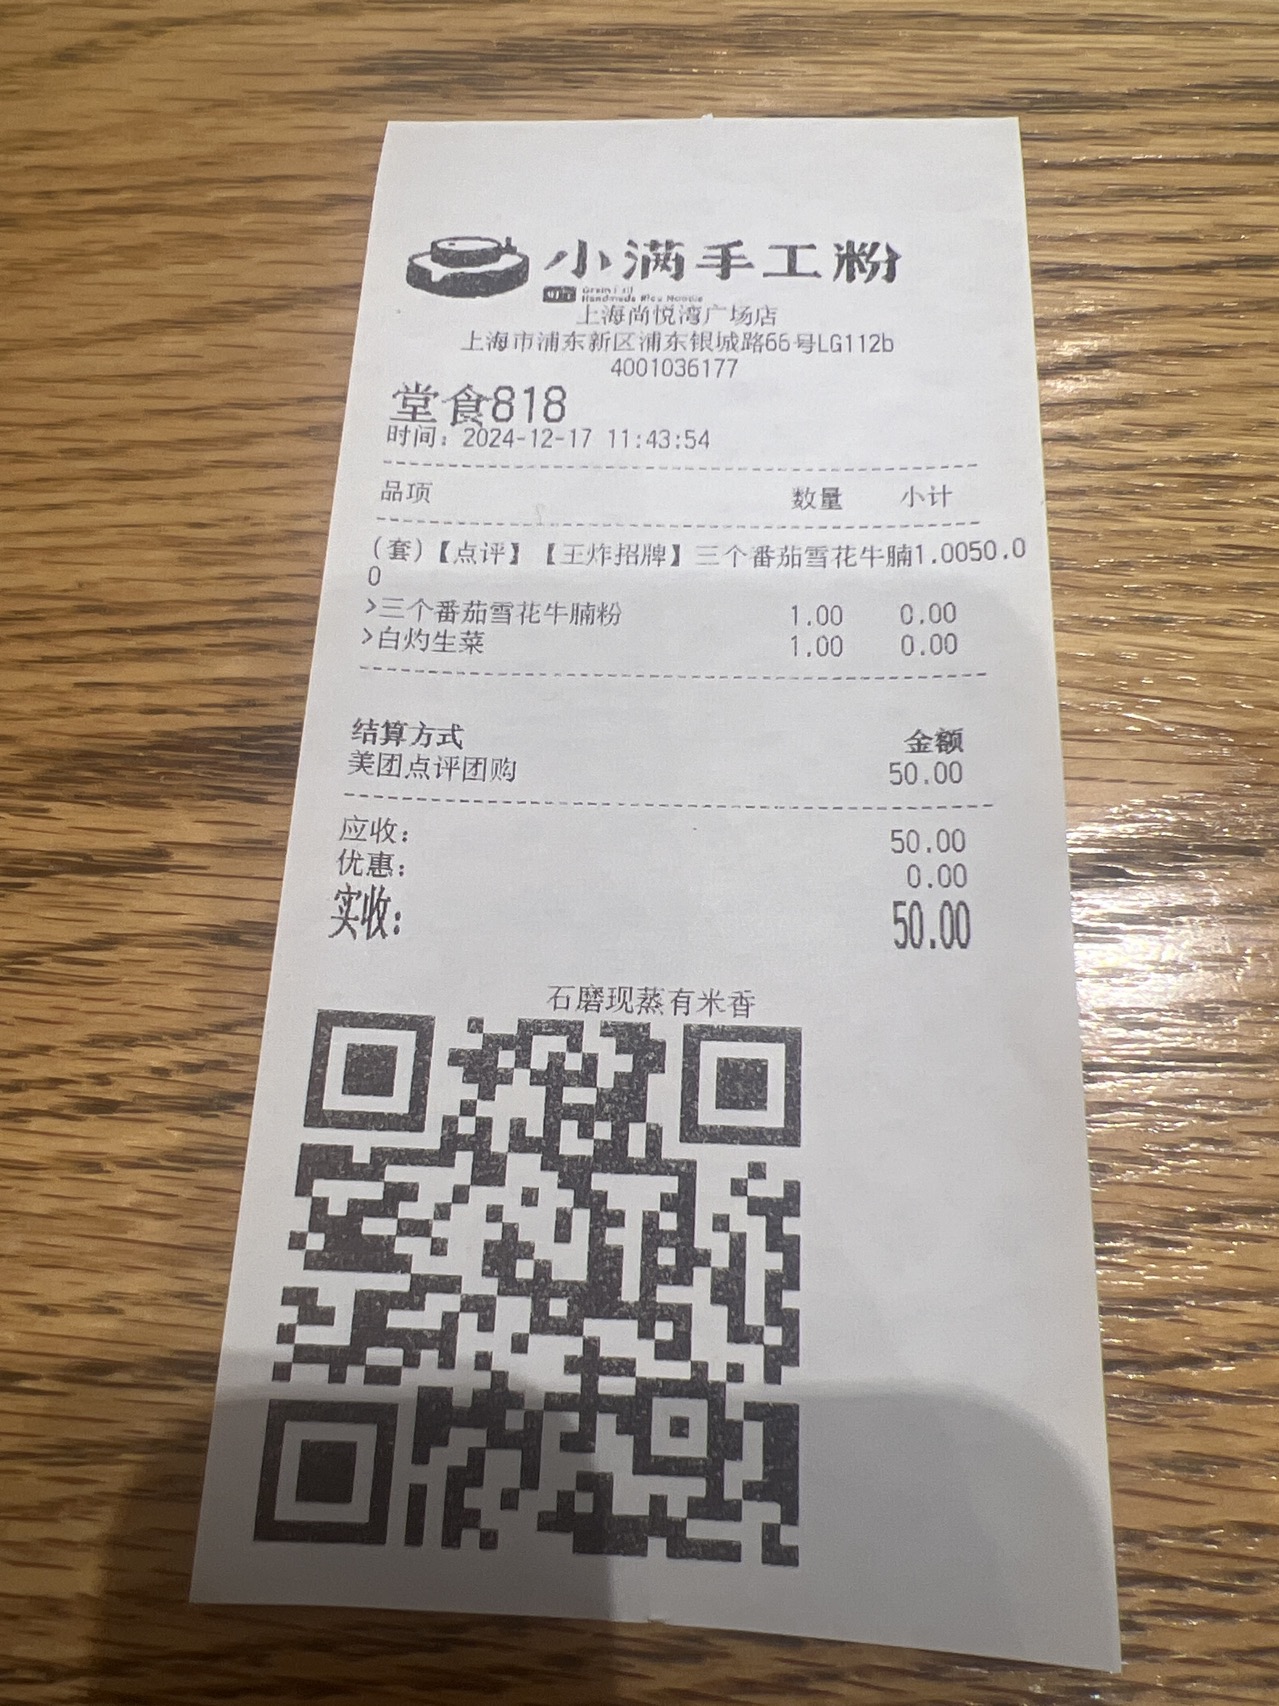 小满手工粉
Handmade Rice Noodle
上海尚悦湾广场店
上海市浦东新区浦东银城路66号LG112b
4001036177
堂食818
时间：2024-12-17 11:43:54
品项 数量 小计
(套)【点评】【王炸招牌】三个番茄雪花牛腩1.0050.0
0
>三个番茄雪花牛腩粉 1.00 0.00
>白灼生菜 1.00 0.00
结算方式 金额
美团点评团购 50.00
应收： 50.00
优惠： 0.00
实收： 50.00
石磨现蒸有米香